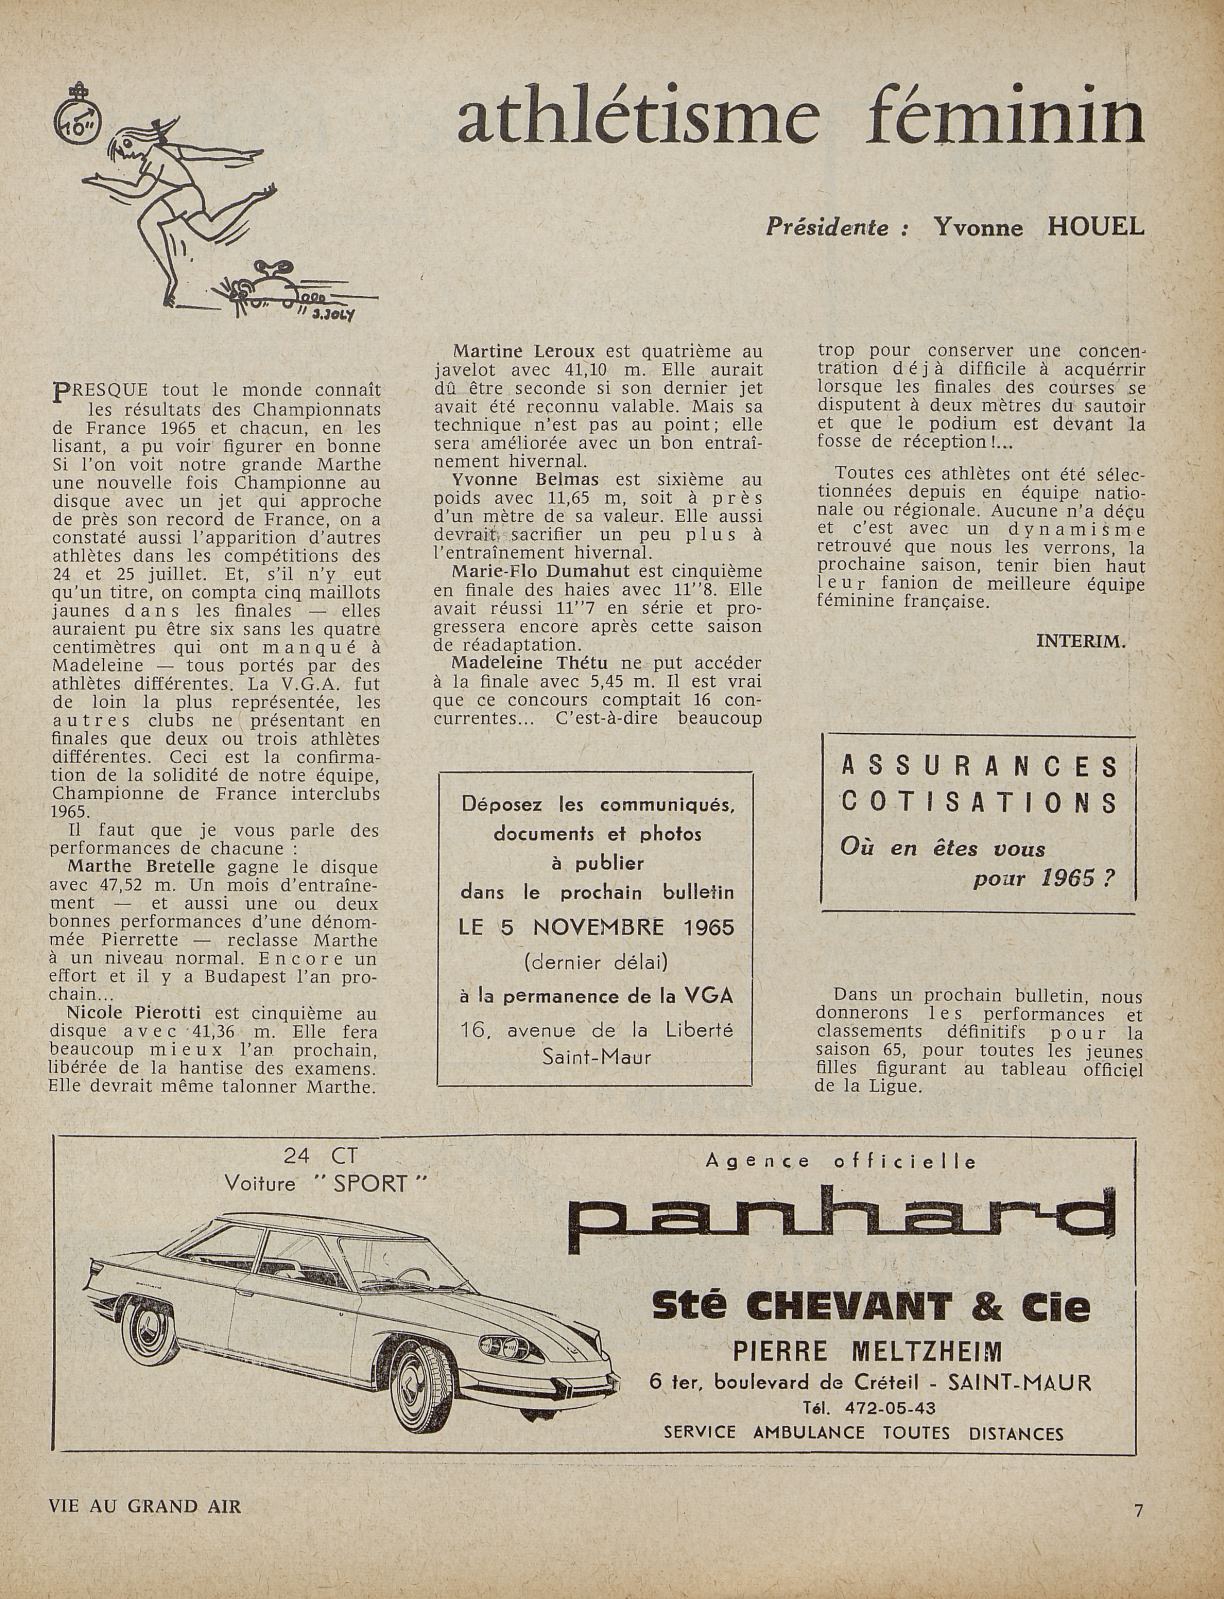 athlétisme féminin
10"
Présidente : Yvonne HOUEL
J.JOLY
PRESQUE tout le monde connaît
les résultats des Championnats
de France 1965 et chacun, en les
lisant, a pu voir figurer en bonne
Si l'on voit notre grande Marthe
une nouvelle fois Championne au
disque avec un jet qui approche
de près son record de France, on a
constaté aussi l'apparition d'autres
athlètes dans les compétitions des
24 et 25 juillet. Et, s'il n'y eut
qu'un titre, on compta cinq maillots
jaunes dans les finales — elles
auraient pu être six sans les quatre
centimètres qui ont manqué à
Madeleine — tous portés par des
athlètes différentes. La V.G.A. fut
de loin la plus représentée, les
autres clubs ne présentant en
finales que deux ou trois athlètes
différentes. Ceci est la confirma-
tion de la solidité de notre équipe,
Championne de France interclubs
1965.
Il faut que je vous parle des
performances de chacune :
Marthe Bretelle gagne le disque
avec 47,52 m. Un mois d'entraîne-
ment — et aussi une ou deux
bonnes performances d'une dénom-
mée Pierrette — reclasse Marthe
à un niveau normal. Encore un
effort et il y a Budapest l'an pro-
chain...
Nicole Pierotti est cinquième au
disque avec 41,36 m. Elle fera
beaucoup mieux l'an prochain,
libérée de la hantise des examens.
Elle devrait même talonner Marthe.
Martine Leroux est quatrième au
javelot avec 41,10 m. Elle aurait
dû être seconde si son dernier jet
avait été reconnu valable. Mais sa
technique n'est pas au point ; elle
sera améliorée avec un bon entraî-
nement hivernal.
Yvonne Belmas est sixième au
poids avec 11,65 m, soit à près
d'un mètre de sa valeur. Elle aussi
devrait sacrifier un peu plus à
l'entraînement hivernal.
Marie-Flo Dumahut est cinquième
en finale des haies avec 11"8. Elle
avait réussi 11"7 en série et pro-
gressera encore après cette saison
de réadaptation.
Madeleine Thétu ne put accéder
à la finale avec 5,45 m. Il est vrai
que ce concours comptait 16 con-
currentes... C'est-à-dire beaucoup
trop pour conserver une concen-
tration déjà difficile à acquérrir
lorsque les finales des courses se
disputent à deux mètres du sautoir
et que le podium est devant la
fosse de réception !...
Toutes ces athlètes ont été sélec-
tionnées depuis en équipe natio-
nale ou régionale. Aucune n'a déçu
et c'est avec un dynamisme
retrouvé que nous les verrons, la
prochaine saison, tenir bien haut
leur fanion de meilleure équipe
féminine française.
INTERIM.
Déposez les communiqués,
documents et photos
à publier
dans le prochain bulletin
LE 5 NOVEMBRE 1965
(dernier délai)
à la permanence de la VGA
16, avenue de la Liberté
Saint-Maur
ASSURANCES
COTISATIONS
Où en êtes vous
pour 1965 ?
Dans un prochain bulletin, nous
donnerons les performances et
classements définitifs pour la
saison 65, pour toutes les jeunes
filles figurant au tableau officiel
de la Ligue.
24 CT
Voiture "SPORT"
Agence officielle
panhard
Sté CHEVANT & Cie
PIERRE MELTZHEIM
6 ter, boulevard de Créteil - SAINT-MAUR
Tél. 472-05-43
SERVICE AMBULANCE TOUTES DISTANCES
VIE AU GRAND AIR
7